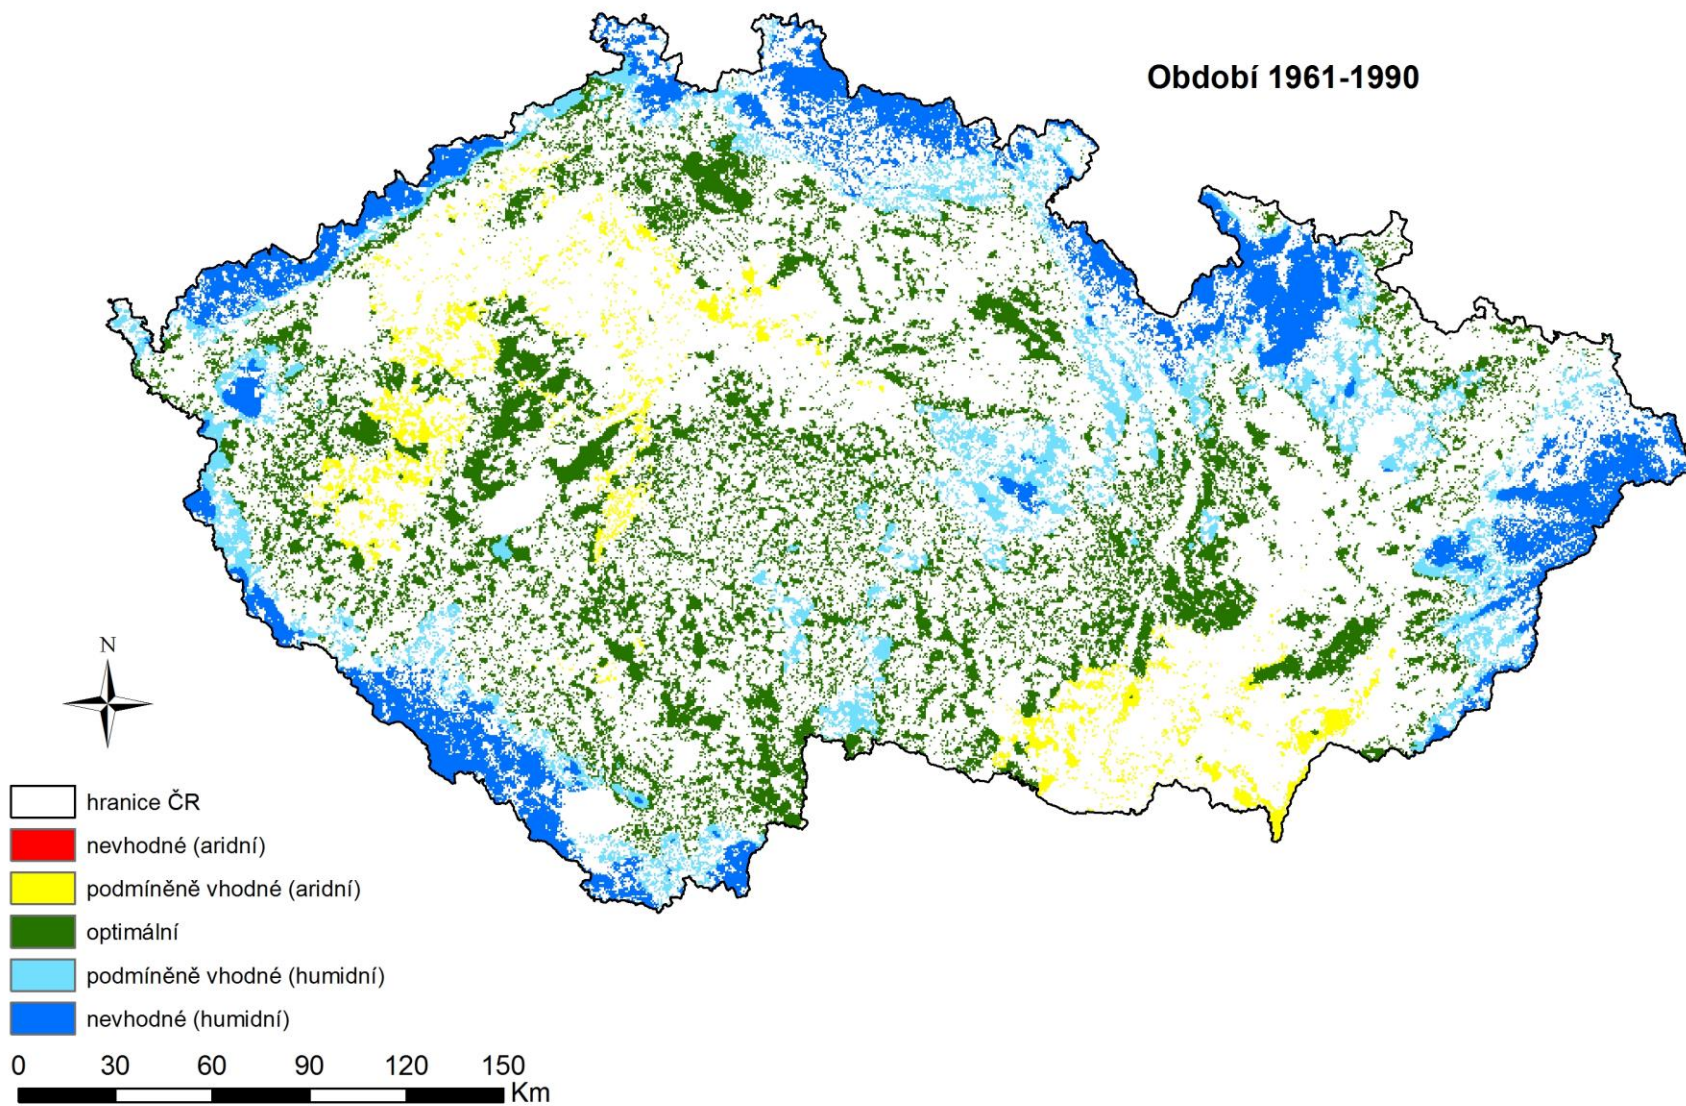 Období 1961-1990
N
hranice ČR
nevhodné (aridní)
podmíněně vhodné (aridní)
optimální
podmíněně vhodné (humidní)
nevhodné (humidní)
0 30 60 90 120 150
Km